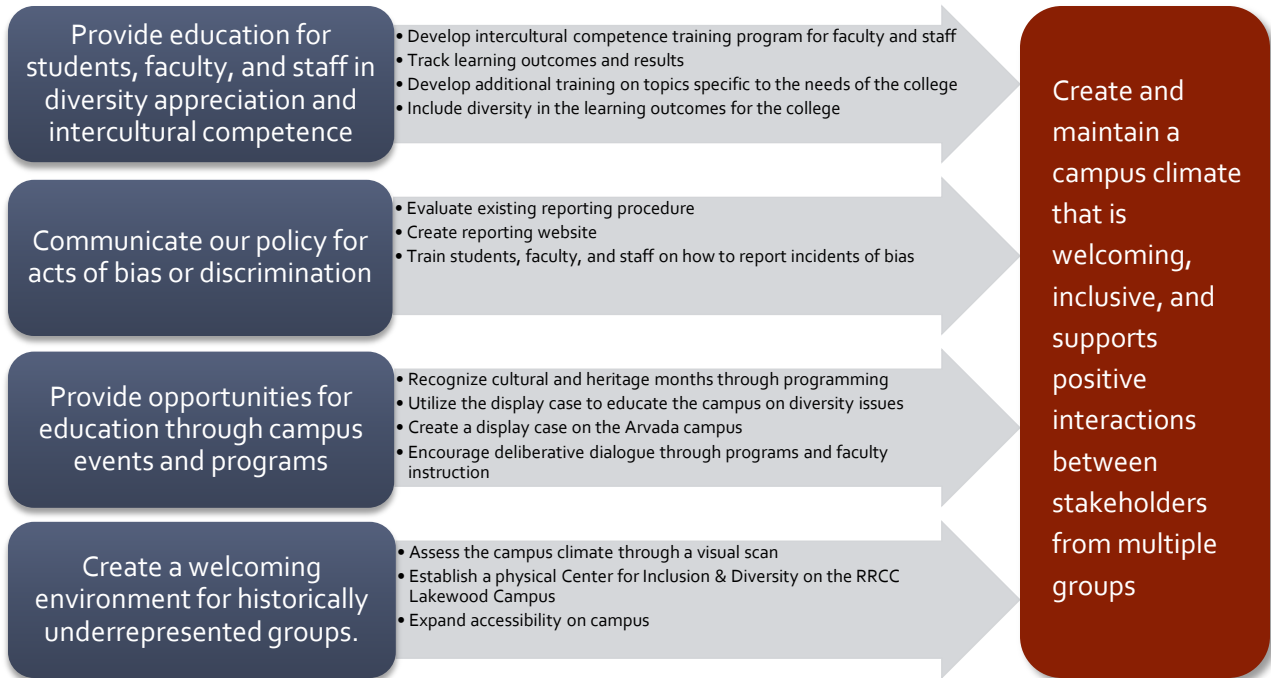 Provide education for
students, faculty, and staff in
diversity appreciation and
intercultural competence
• Develop intercultural competence training program for faculty and staff
• Track learning outcomes and results
• Develop additional training on topics specific to the needs of the college
• Include diversity in the learning outcomes for the college
Communicate our policy for
acts of bias or discrimination
• Evaluate existing reporting procedure
• Create reporting website
• Train students, faculty, and staff on how to report incidents of bias
Provide opportunities for
education through campus
events and programs
• Recognize cultural and heritage months through programming
• Utilize the display case to educate the campus on diversity issues
• Create a display case on the Arvada campus
• Encourage deliberative dialogue through programs and faculty
instruction
Create a welcoming
environment for historically
underrepresented groups.
• Assess the campus climate through a visual scan
• Establish a physical Center for Inclusion & Diversity on the RRCC
Lakewood Campus
• Expand accessibility on campus
Create and
maintain a
campus climate
that is
welcoming,
inclusive, and
supports
positive
interactions
between
stakeholders
from multiple
groups